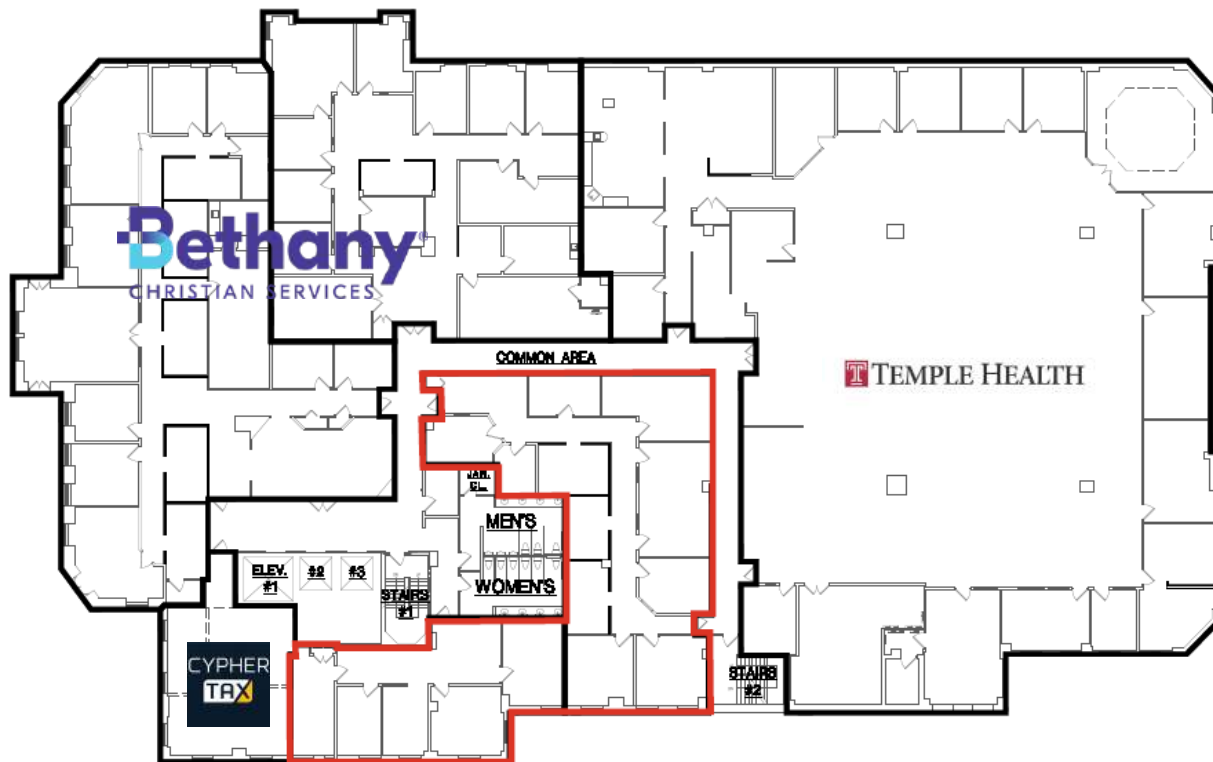 Bethany®
CHRISTIAN SERVICES
COMMON AREA
TEMPLE HEALTH
JAN.
CL.
MEN'S
WOMEN'S
ELEV.
#1
#2
#3
STAIRS
#1
CYPHER
TAX
STAIRS
#2